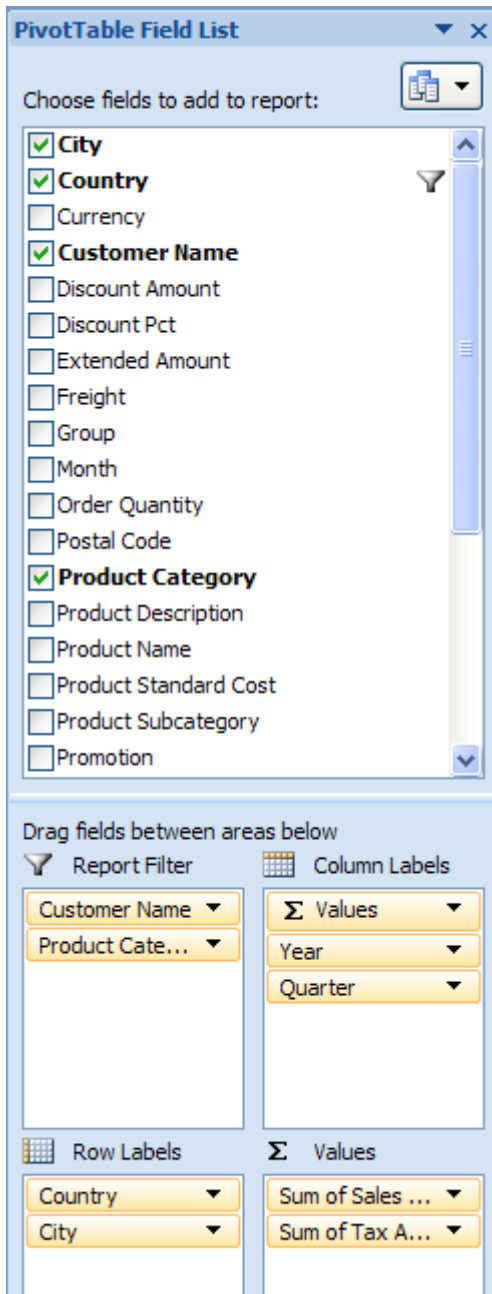 PivotTable Field List
Choose fields to add to report:
City
Country
Currency
Customer Name
Discount Amount
Discount Pct
Extended Amount
Freight
Group
Month
Order Quantity
Postal Code
Product Category
Product Description
Product Name
Product Standard Cost
Product Subcategory
Promotion
Drag fields between areas below
Report Filter
Column Labels
Customer Name
Σ Values
Product Cate...
Year
Quarter
Row Labels
Σ Values
Country
Sum of Sales ...
City
Sum of Tax A...